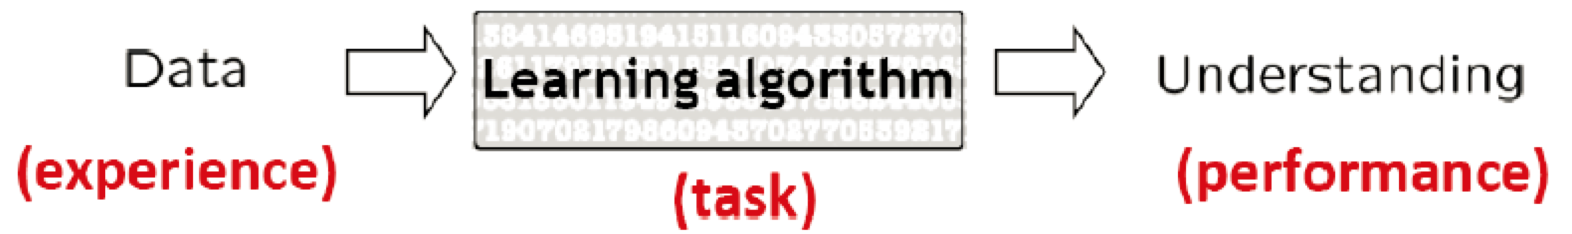 Data
Learning algorithm
Understanding
(experience)
(task)
(performance)